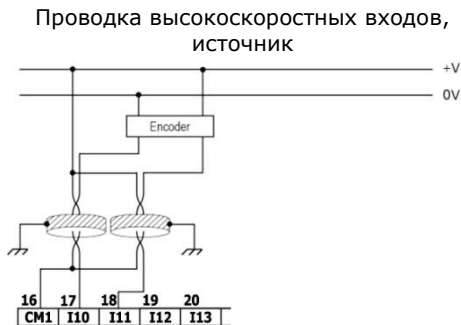 Проводка высокоскоростных входов,
источник
+V
0V
Encoder
16 17 18 19 20
CM1 I10 I11 I12 I13